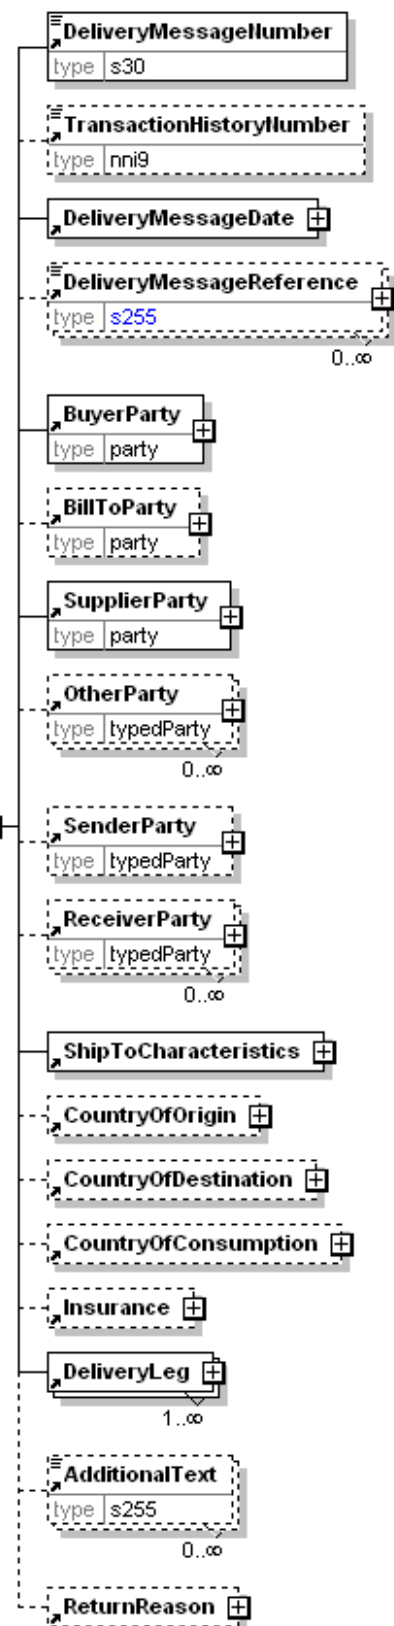 DeliveryMessageNumber
type s30
TransactionHistoryNumber
type nni9
DeliveryMessageDate
DeliveryMessageReference
type s255
0..∞
BuyerParty
type party
BillToParty
type party
SupplierParty
type party
OtherParty
type typedParty
0..∞
SenderParty
type typedParty
ReceiverParty
type typedParty
0..∞
ShipToCharacteristics
CountryOfOrigin
CountryOfDestination
CountryOfConsumption
Insurance
DeliveryLeg
1..∞
AdditionalText
type s255
0..∞
ReturnReason